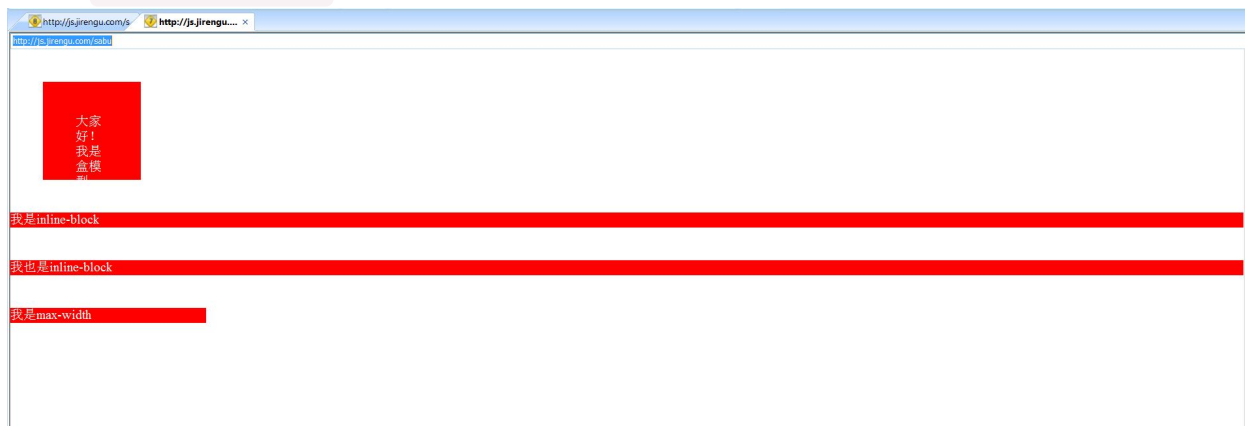 http://js.jirengu.com/s
http://js.jirengu.... ×
http://js.jirengu.com/sabu
大家
好！
我是
盒模
型
我是inline-block
我也是inline-block
我是max-width